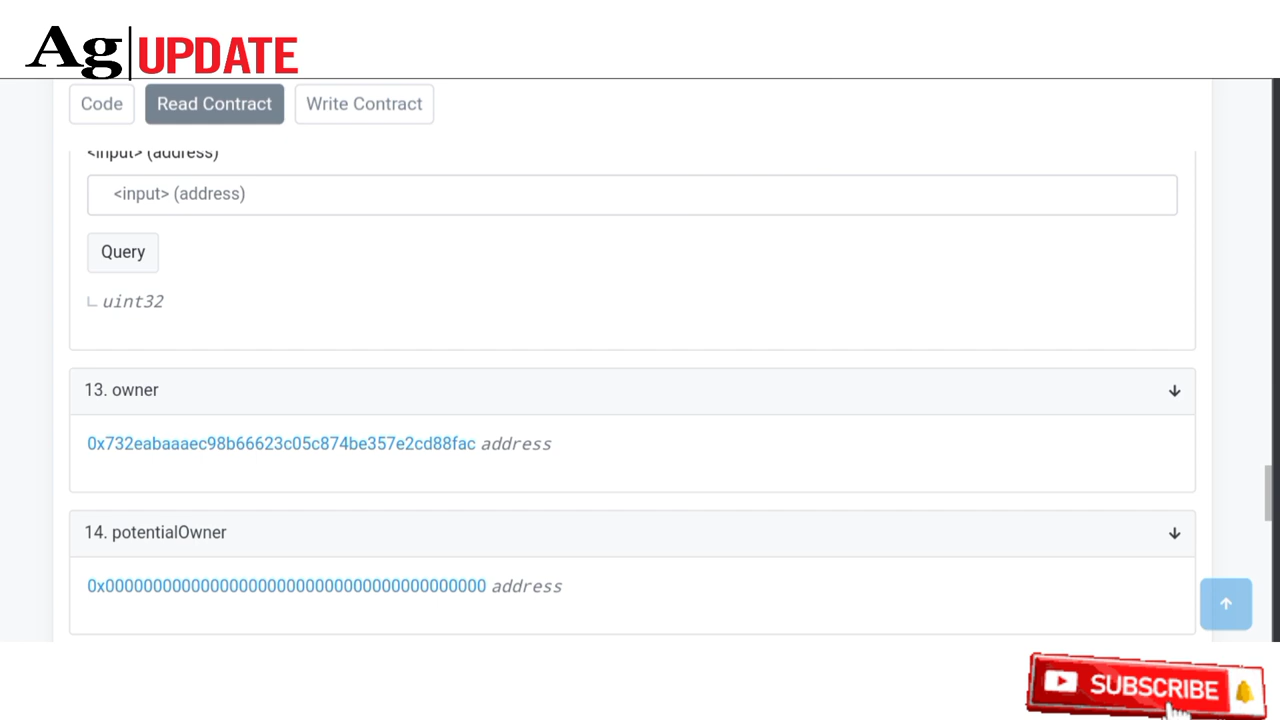 Ag|UPDATE
Code Read Contract Write Contract
<input> (address)
<input> (address)
Query
uint32
13. owner
0x732eabaaaec98b66623c05c874be357e2cd88fac address
14. potentialOwner
0x0000000000000000000000000000000000000000 address
SUBSCRIBE